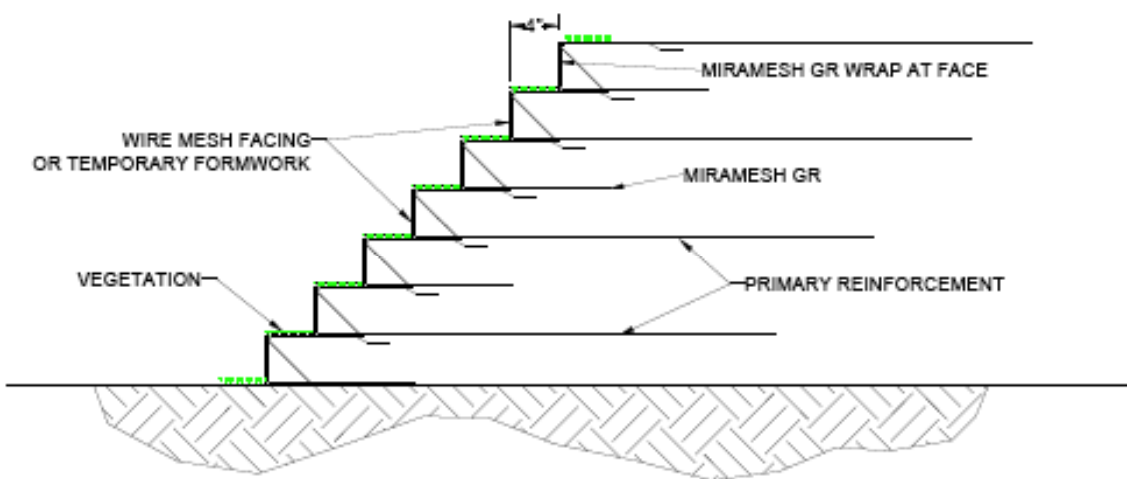 4"
MIRAMESH GR WRAP AT FACE
WIRE MESH FACING
OR TEMPORARY FORMWORK
MIRAMESH GR
VEGETATION
PRIMARY REINFORCEMENT